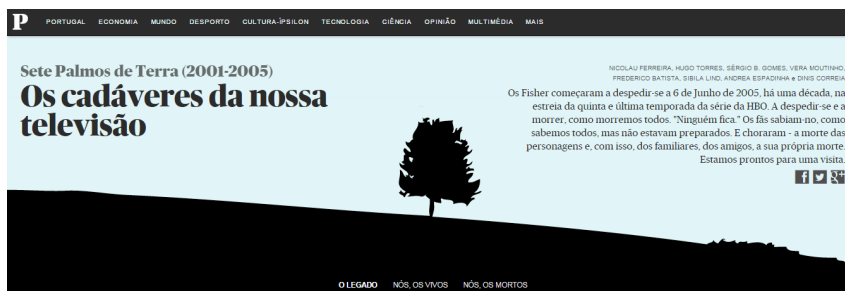 P PORTUGAL ECONOMIA MUNDO DESPORTO CULTURA-ÍPSILON TECNOLOGIA CIÊNCIA OPINIÃO MULTIMÉDIA MAIS
Sete Palmos de Terra (2001-2005)
Os cadáveres da nossa
televisão
NICOLAU FERREIRA, HUGO TORRES, SÉRGIO B. GOMES, VERA MOUTINHO,
FREDERICO BATISTA, SIBILA LIND, ANDREA ESPADINHA e DINIS CORREIA
Os Fisher começaram a despedir-se a 6 de Junho de 2005, há uma década, na
estreia da quinta e última temporada da série da HBO. A despedir-se e a
morrer, como morremos todos. "Ninguém fica." Os fãs sabiam-no, como
sabemos todos, mas não estavam preparados. E choraram - a morte das
personagens e, com isso, dos familiares, dos amigos, a sua própria morte.
Estamos prontos para uma visita.
O LEGADO NÓS, OS VIVOS NÓS, OS MORTOS